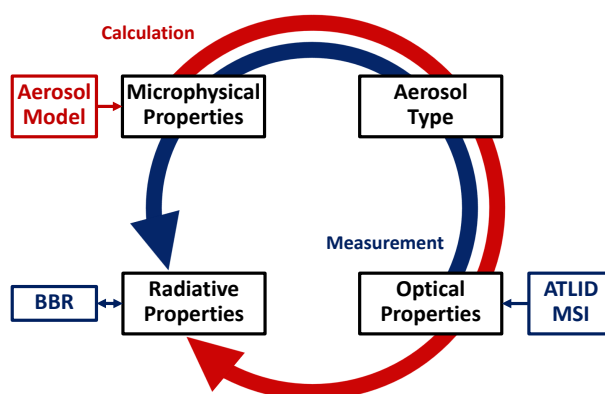 Calculation
Aerosol
Model
Microphysical
Properties
Aerosol
Type
Measurement
BBR
Radiative
Properties
Optical
Properties
ATLID
MSI